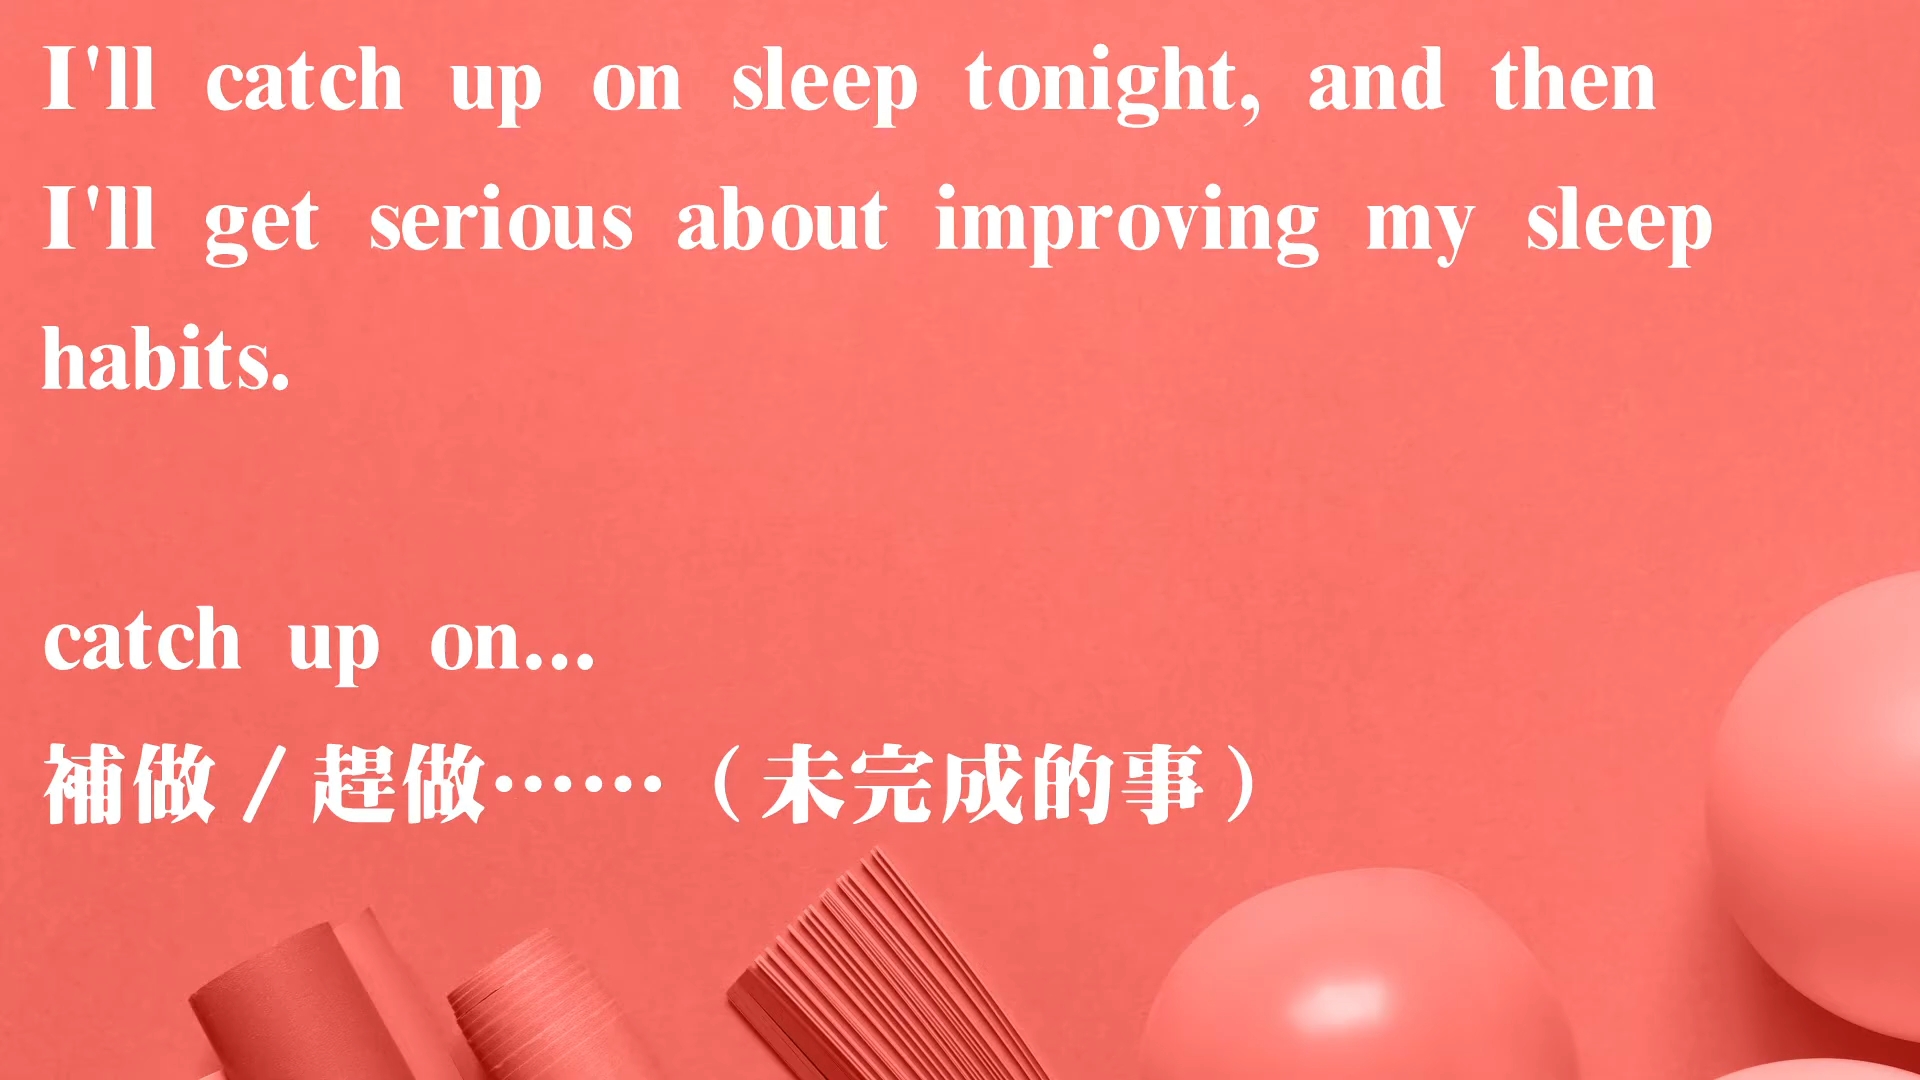 I'll catch up on sleep tonight, and then
I'll get serious about improving my sleep
habits.
catch up on...
補做／趕做……（未完成的事）